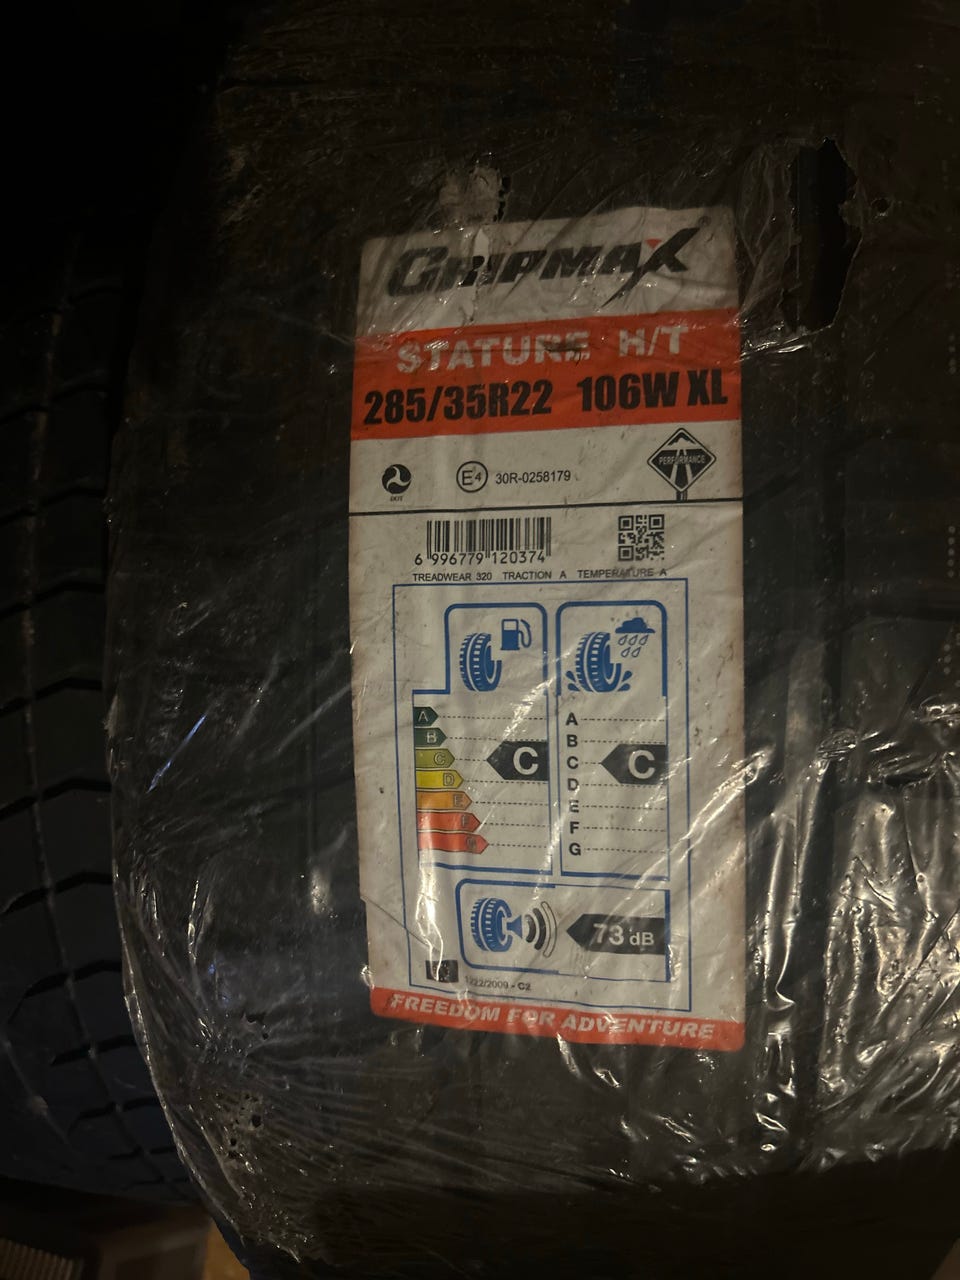 GRIPMAX®
STATURE H/T
285/35R22 106W XL
DOT E4 30R-0258179 PERFORMANCE
6 996779 120374
TREADWEAR 320 TRACTION A TEMPERATURE A
A A
B B
C C C C
D D
E E
F F
G G
73 dB
1222/2009 - C2
FREEDOM FOR ADVENTURE